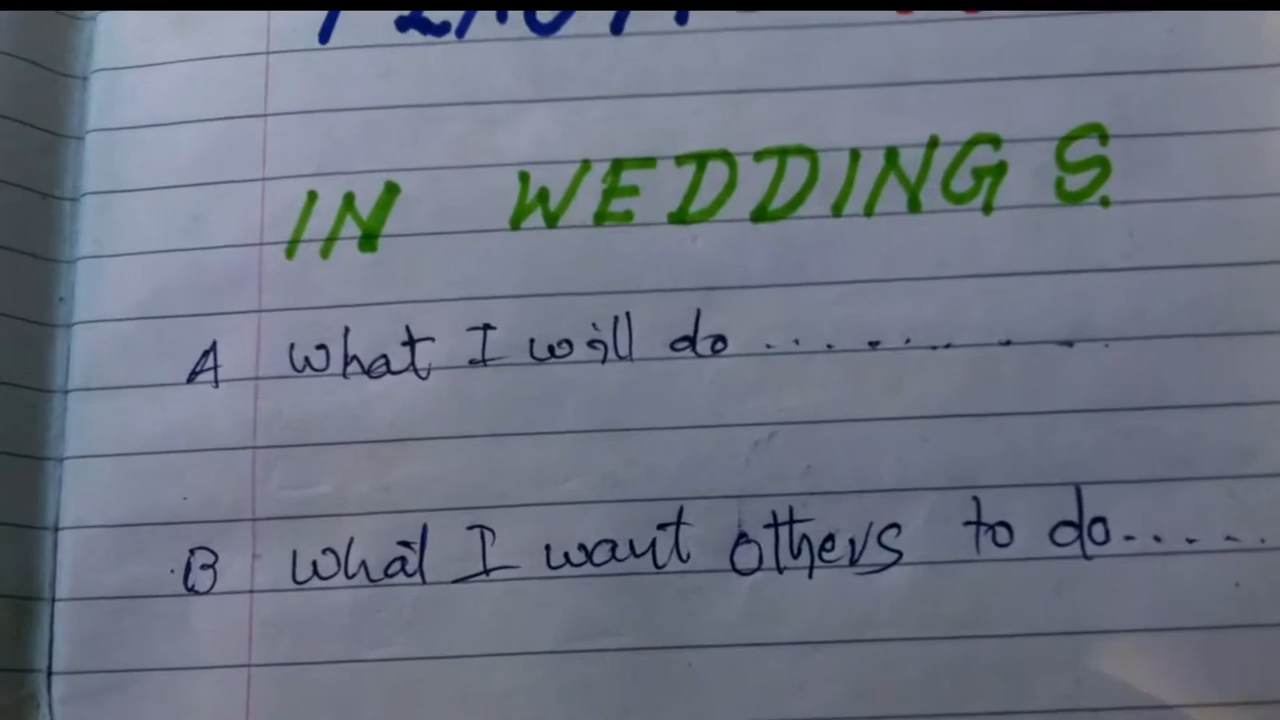 IN WEDDINGS.
A What I will do ............
B What I want others to do......